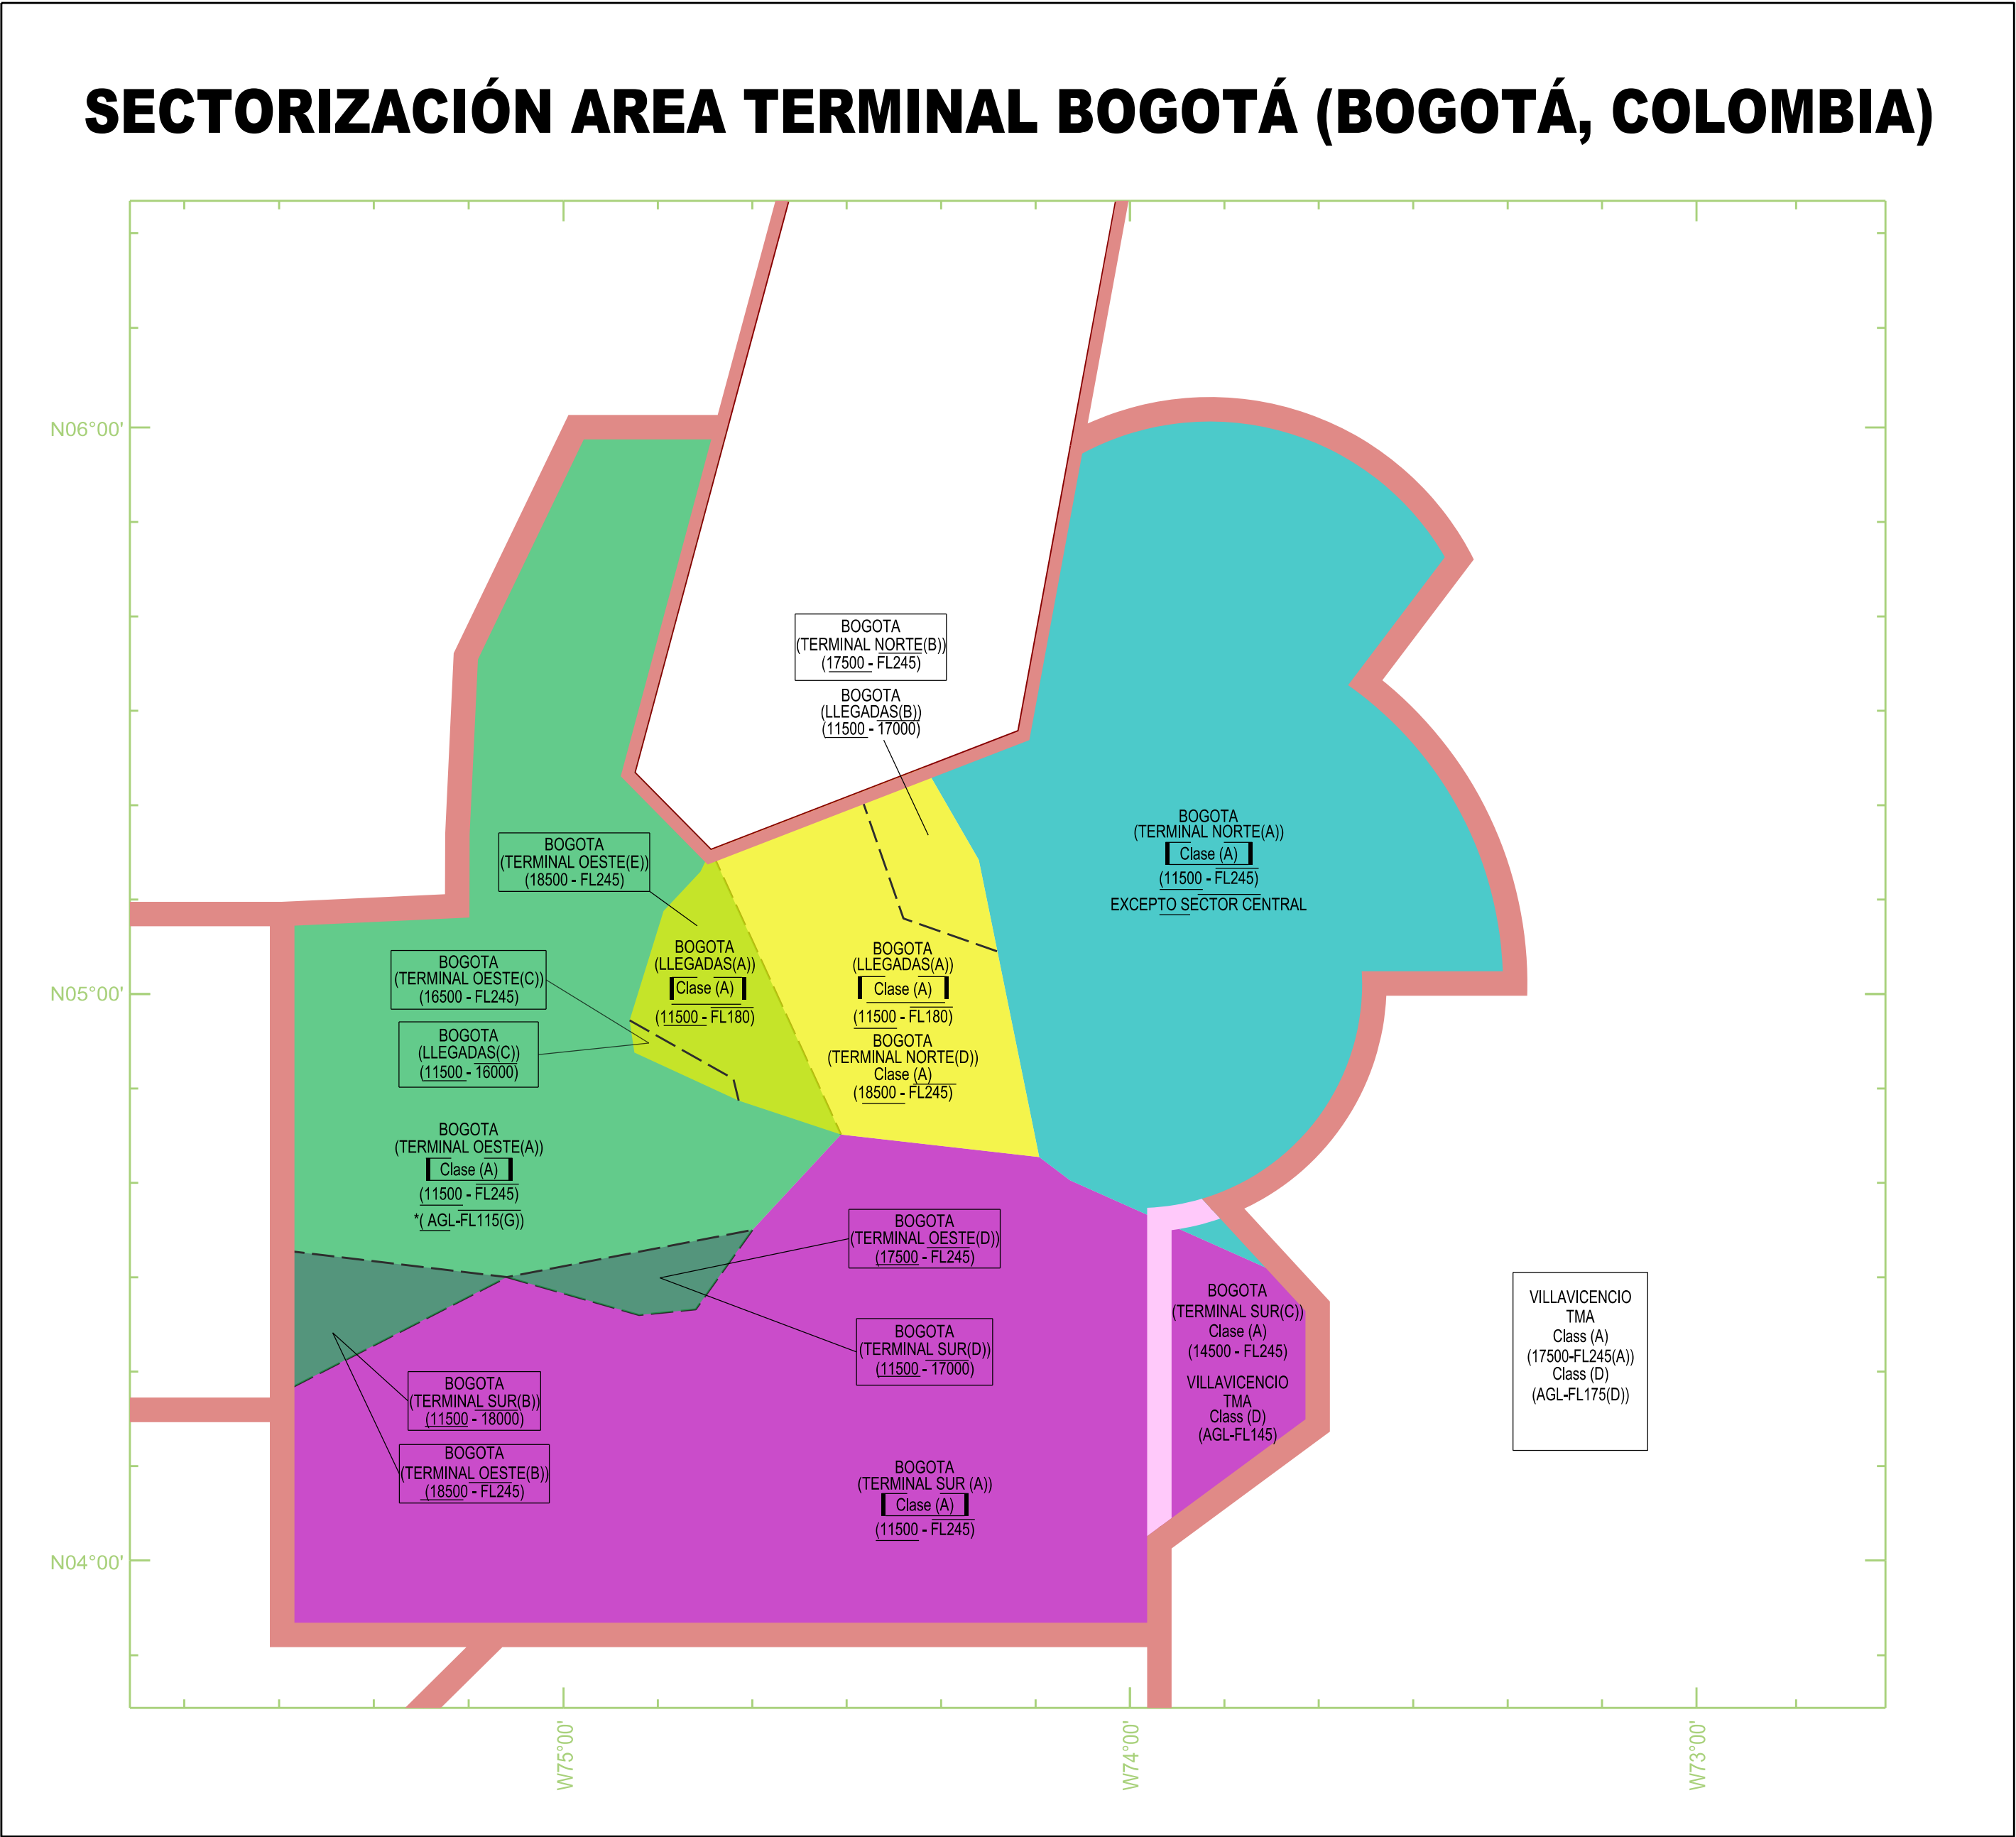 SECTORIZACIÓN AREA TERMINAL BOGOTÁ (BOGOTÁ, COLOMBIA)
N06°00'
N05°00'
N04°00'
W75°00'
W74°00'
W73°00'
BOGOTA
(TERMINAL NORTE(B))
(17500 - FL245)
BOGOTA
(LLEGADAS(B))
(11500 - 17000)
BOGOTA
(TERMINAL NORTE(A))
Clase (A)
(11500 - FL245)
EXCEPTO SECTOR CENTRAL
BOGOTA
(TERMINAL OESTE(E))
(18500 - FL245)
BOGOTA
(LLEGADAS(A))
Clase (A)
(11500 - FL180)
BOGOTA
(LLEGADAS(A))
Clase (A)
(11500 - FL180)
BOGOTA
(TERMINAL NORTE(D))
Clase (A)
(18500 - FL245)
BOGOTA
(TERMINAL OESTE(C))
(16500 - FL245)
BOGOTA
(LLEGADAS(C))
(11500 - 16000)
BOGOTA
(TERMINAL OESTE(A))
Clase (A)
(11500 - FL245)
*( AGL-FL115(G))
BOGOTA
(TERMINAL OESTE(D))
(17500 - FL245)
BOGOTA
(TERMINAL SUR(D))
(11500 - 17000)
BOGOTA
(TERMINAL SUR(B))
(11500 - 18000)
BOGOTA
(TERMINAL OESTE(B))
(18500 - FL245)
BOGOTA
(TERMINAL SUR (A))
Clase (A)
(11500 - FL245)
BOGOTA
(TERMINAL SUR(C))
Clase (A)
(14500 - FL245)
VILLAVICENCIO
TMA
Class (D)
(AGL-FL145)
VILLAVICENCIO
TMA
Class (A)
(17500-FL245(A))
Class (D)
(AGL-FL175(D))